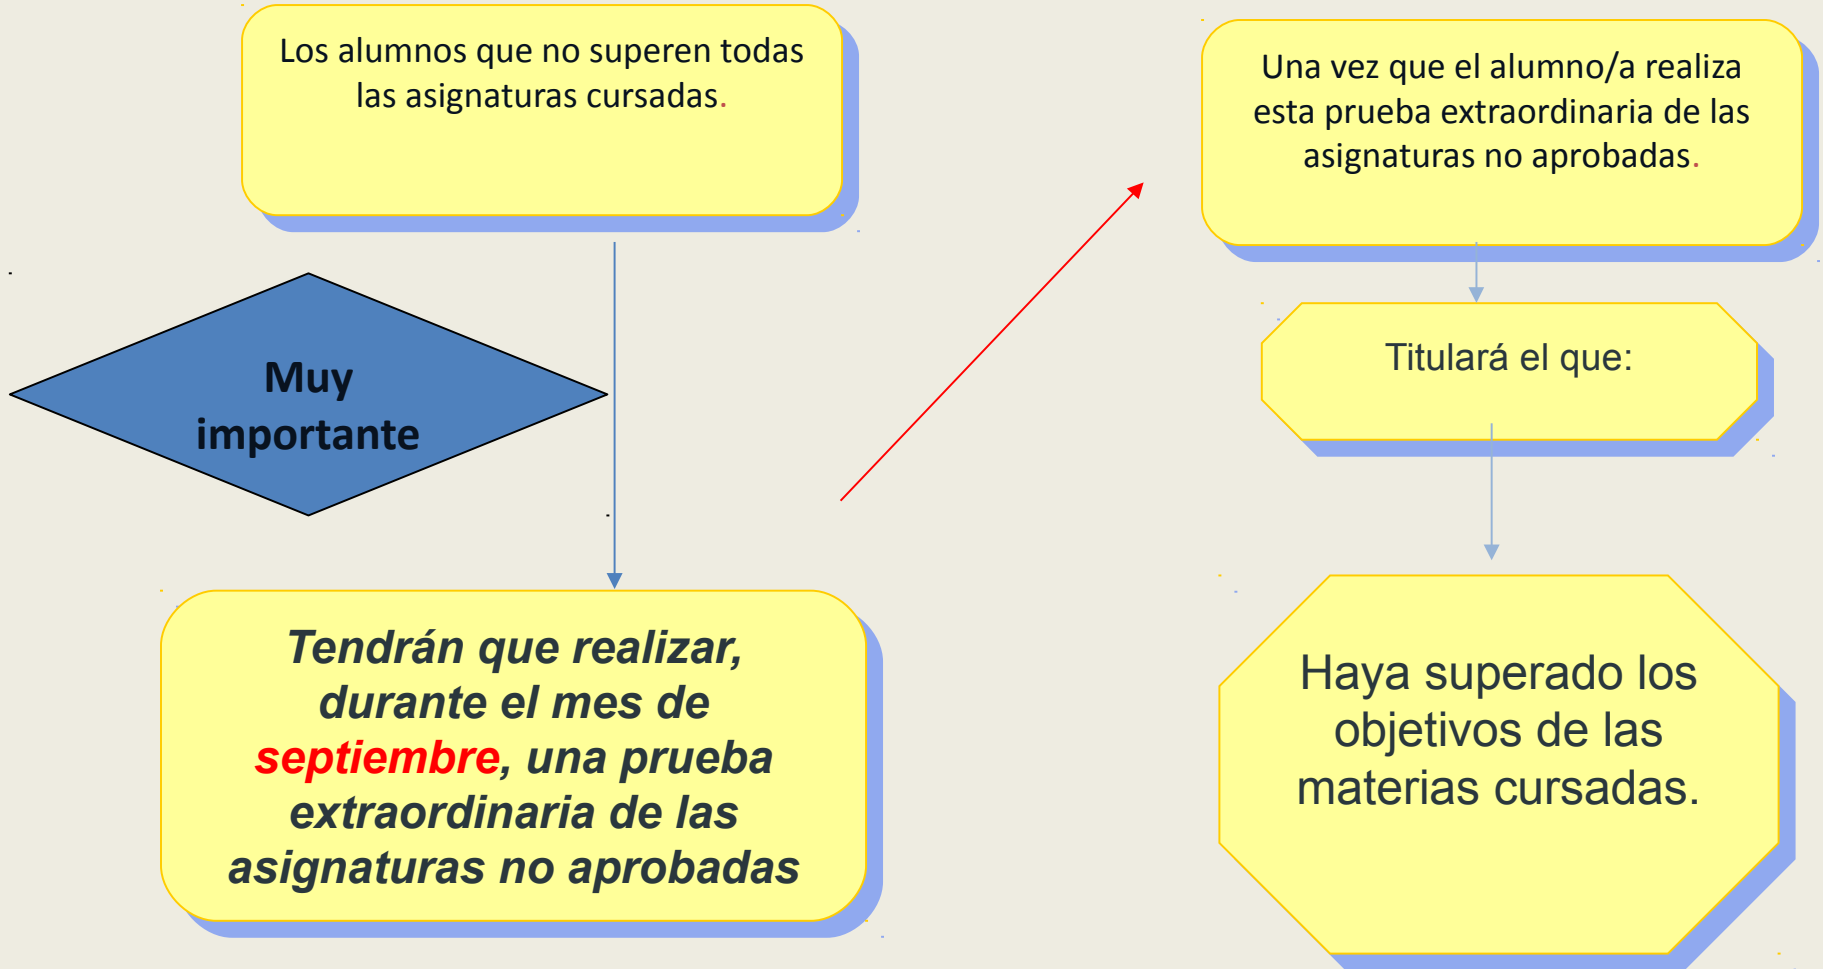 Los alumnos que no superen todas
las asignaturas cursadas.
Muy
importante
Tendrán que realizar,
durante el mes de
septiembre, una prueba
extraordinaria de las
asignaturas no aprobadas
Una vez que el alumno/a realiza
esta prueba extraordinaria de las
asignaturas no aprobadas.
Titulará el que:
Haya superado los
objetivos de las
materias cursadas.